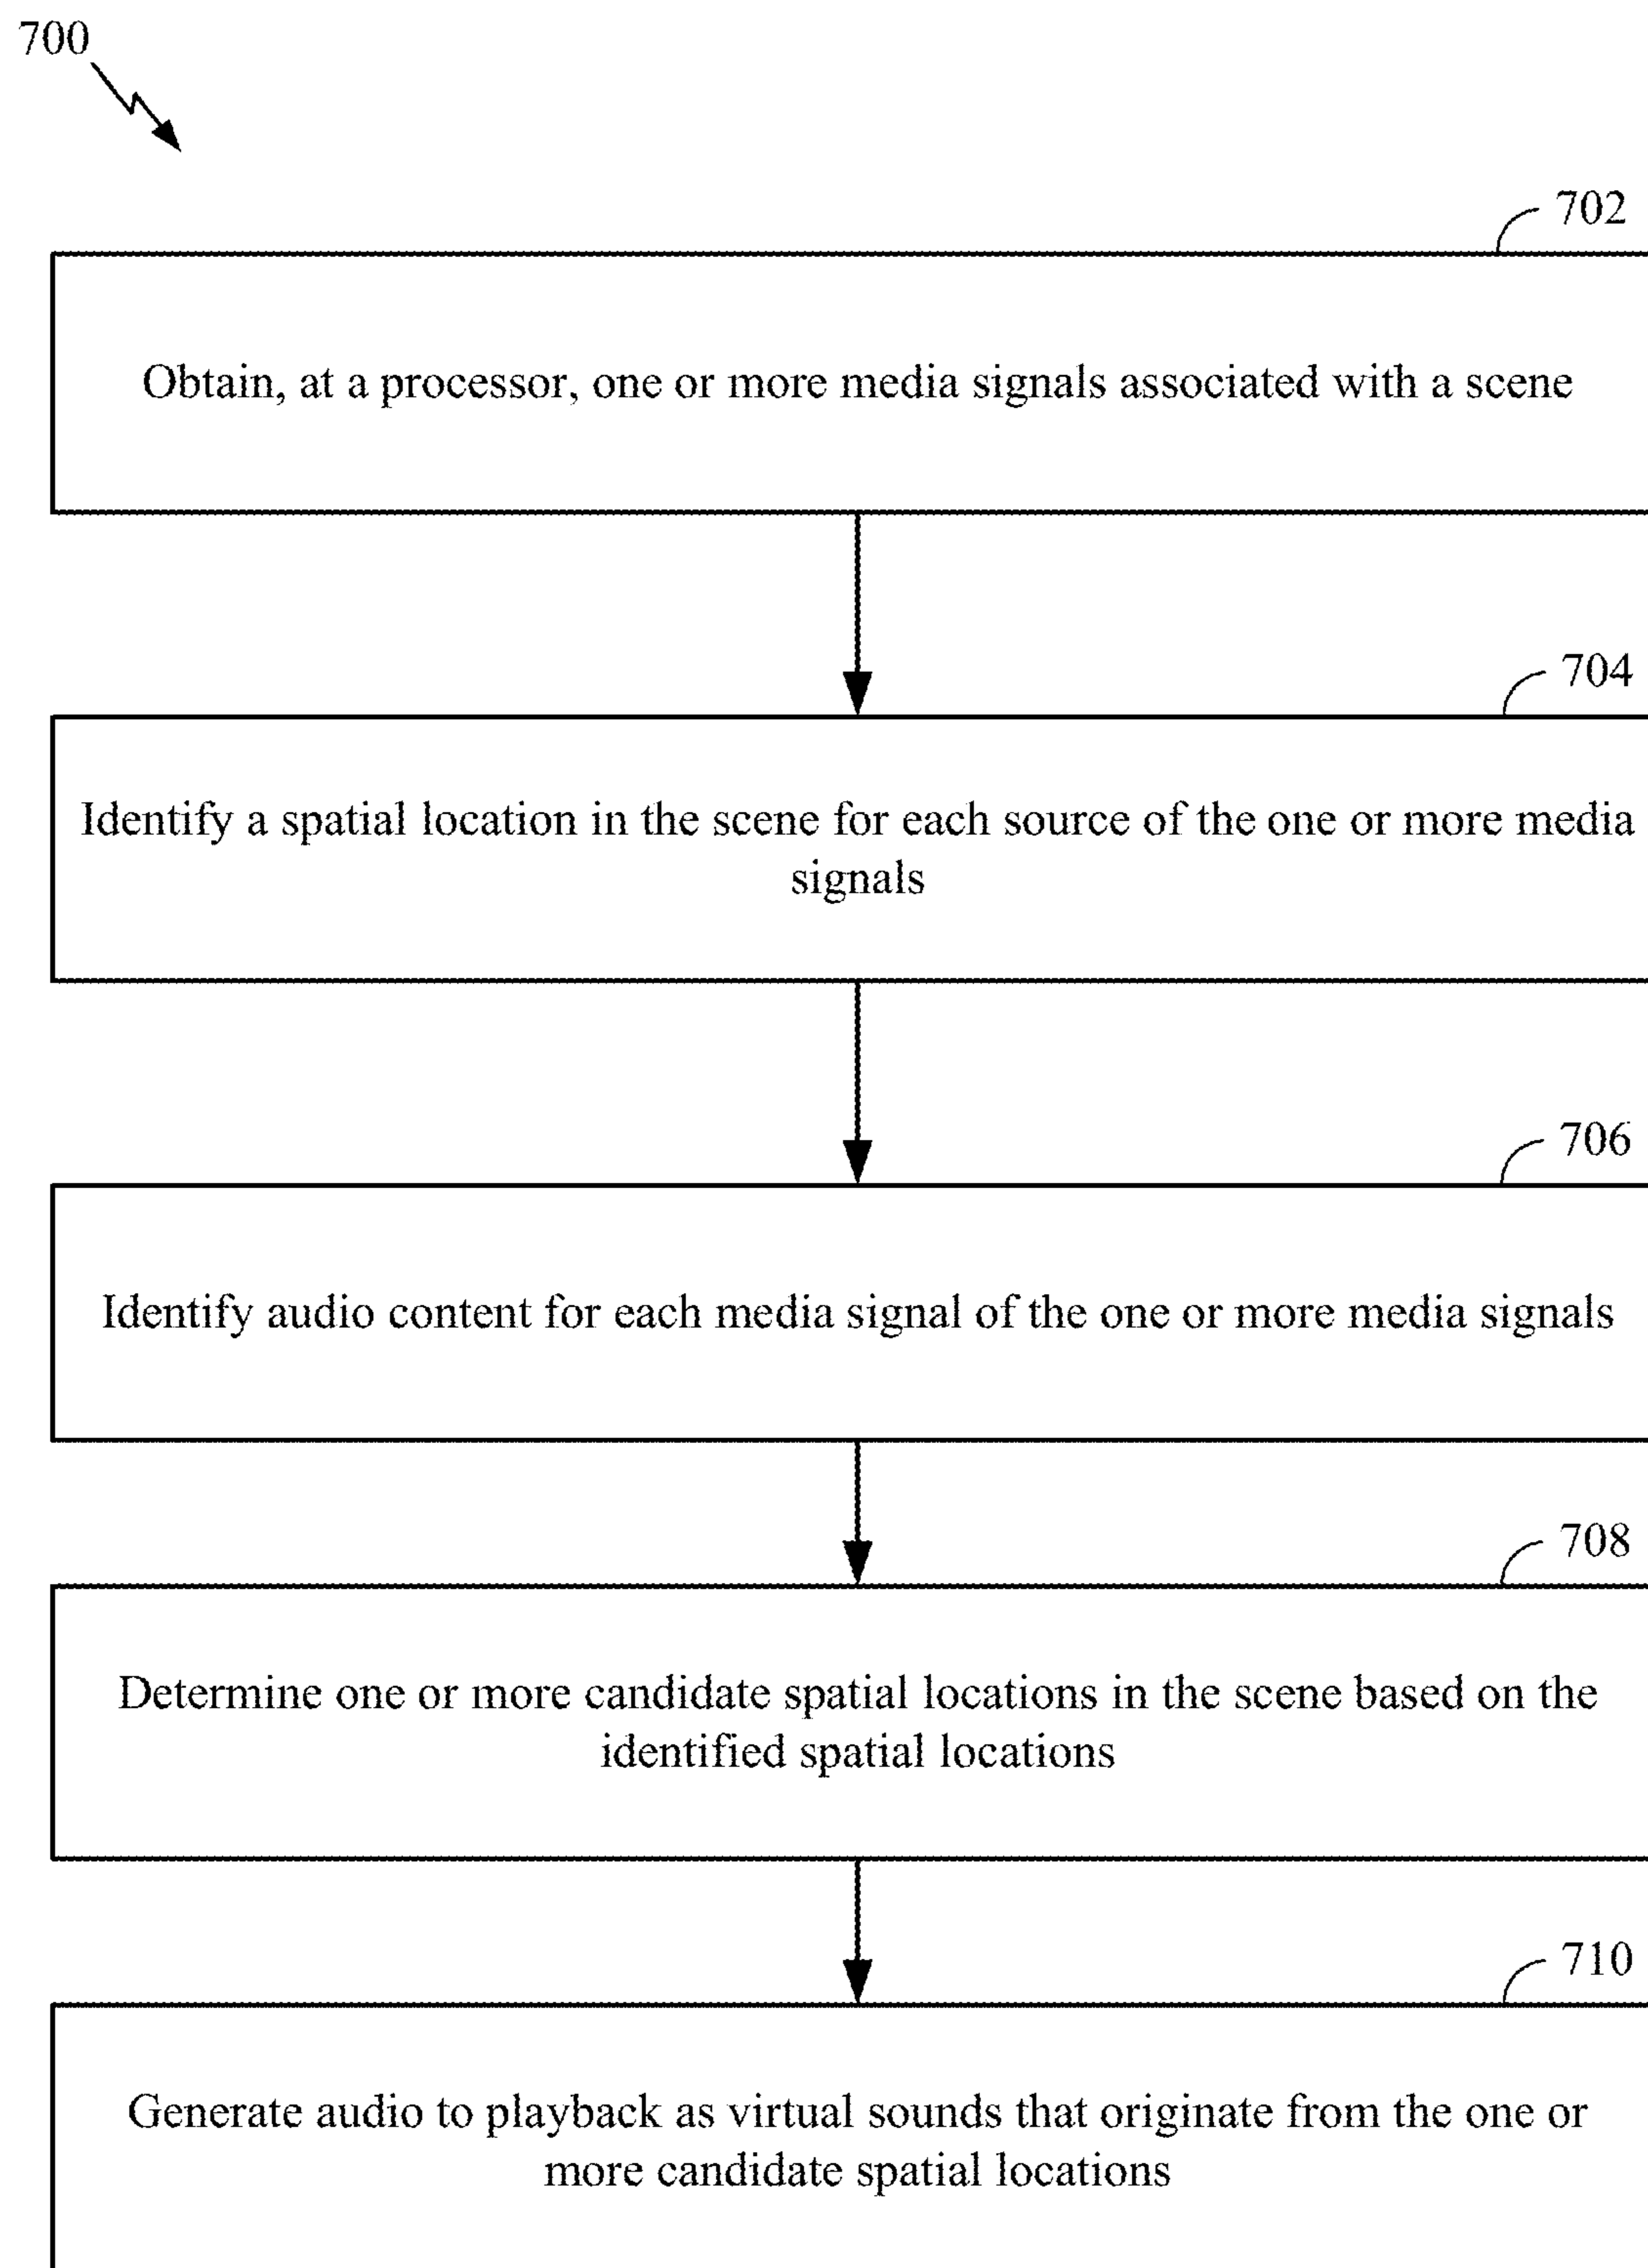 700
702
Obtain, at a processor, one or more media signals associated with a scene
704
Identify a spatial location in the scene for each source of the one or more media
signals
706
Identify audio content for each media signal of the one or more media signals
708
Determine one or more candidate spatial locations in the scene based on the
identified spatial locations
710
Generate audio to playback as virtual sounds that originate from the one or
more candidate spatial locations